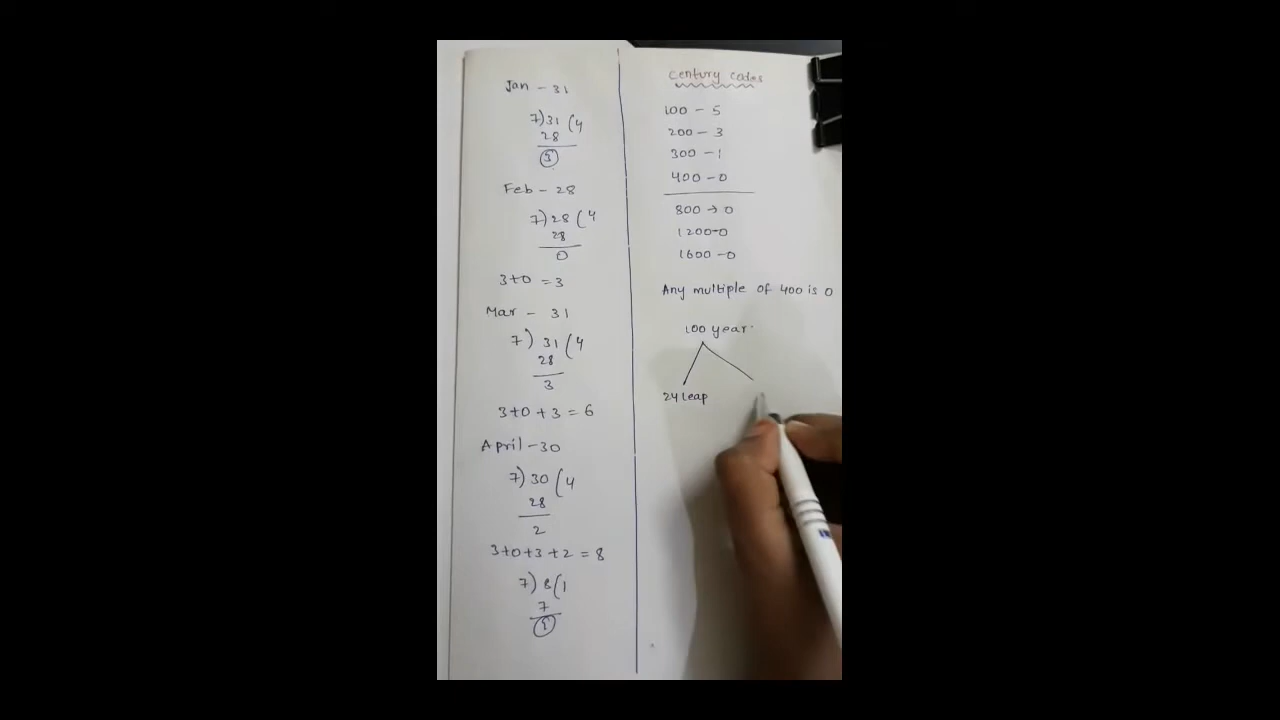 Jan - 31
7) 31 (4
28
3
Feb - 28
7) 28 (4
28
0
3+0 = 3
Mar - 31
7) 31 (4
28
3
3+0+3 = 6
April - 30
7) 30 (4
28
2
3+0+3+2 = 8
7) 8 (1
7
1
Century codes
100 - 5
200 - 3
300 - 1
400 - 0
800 → 0
1200 - 0
1600 - 0
Any multiple of 400 is 0
100 year
24 leap